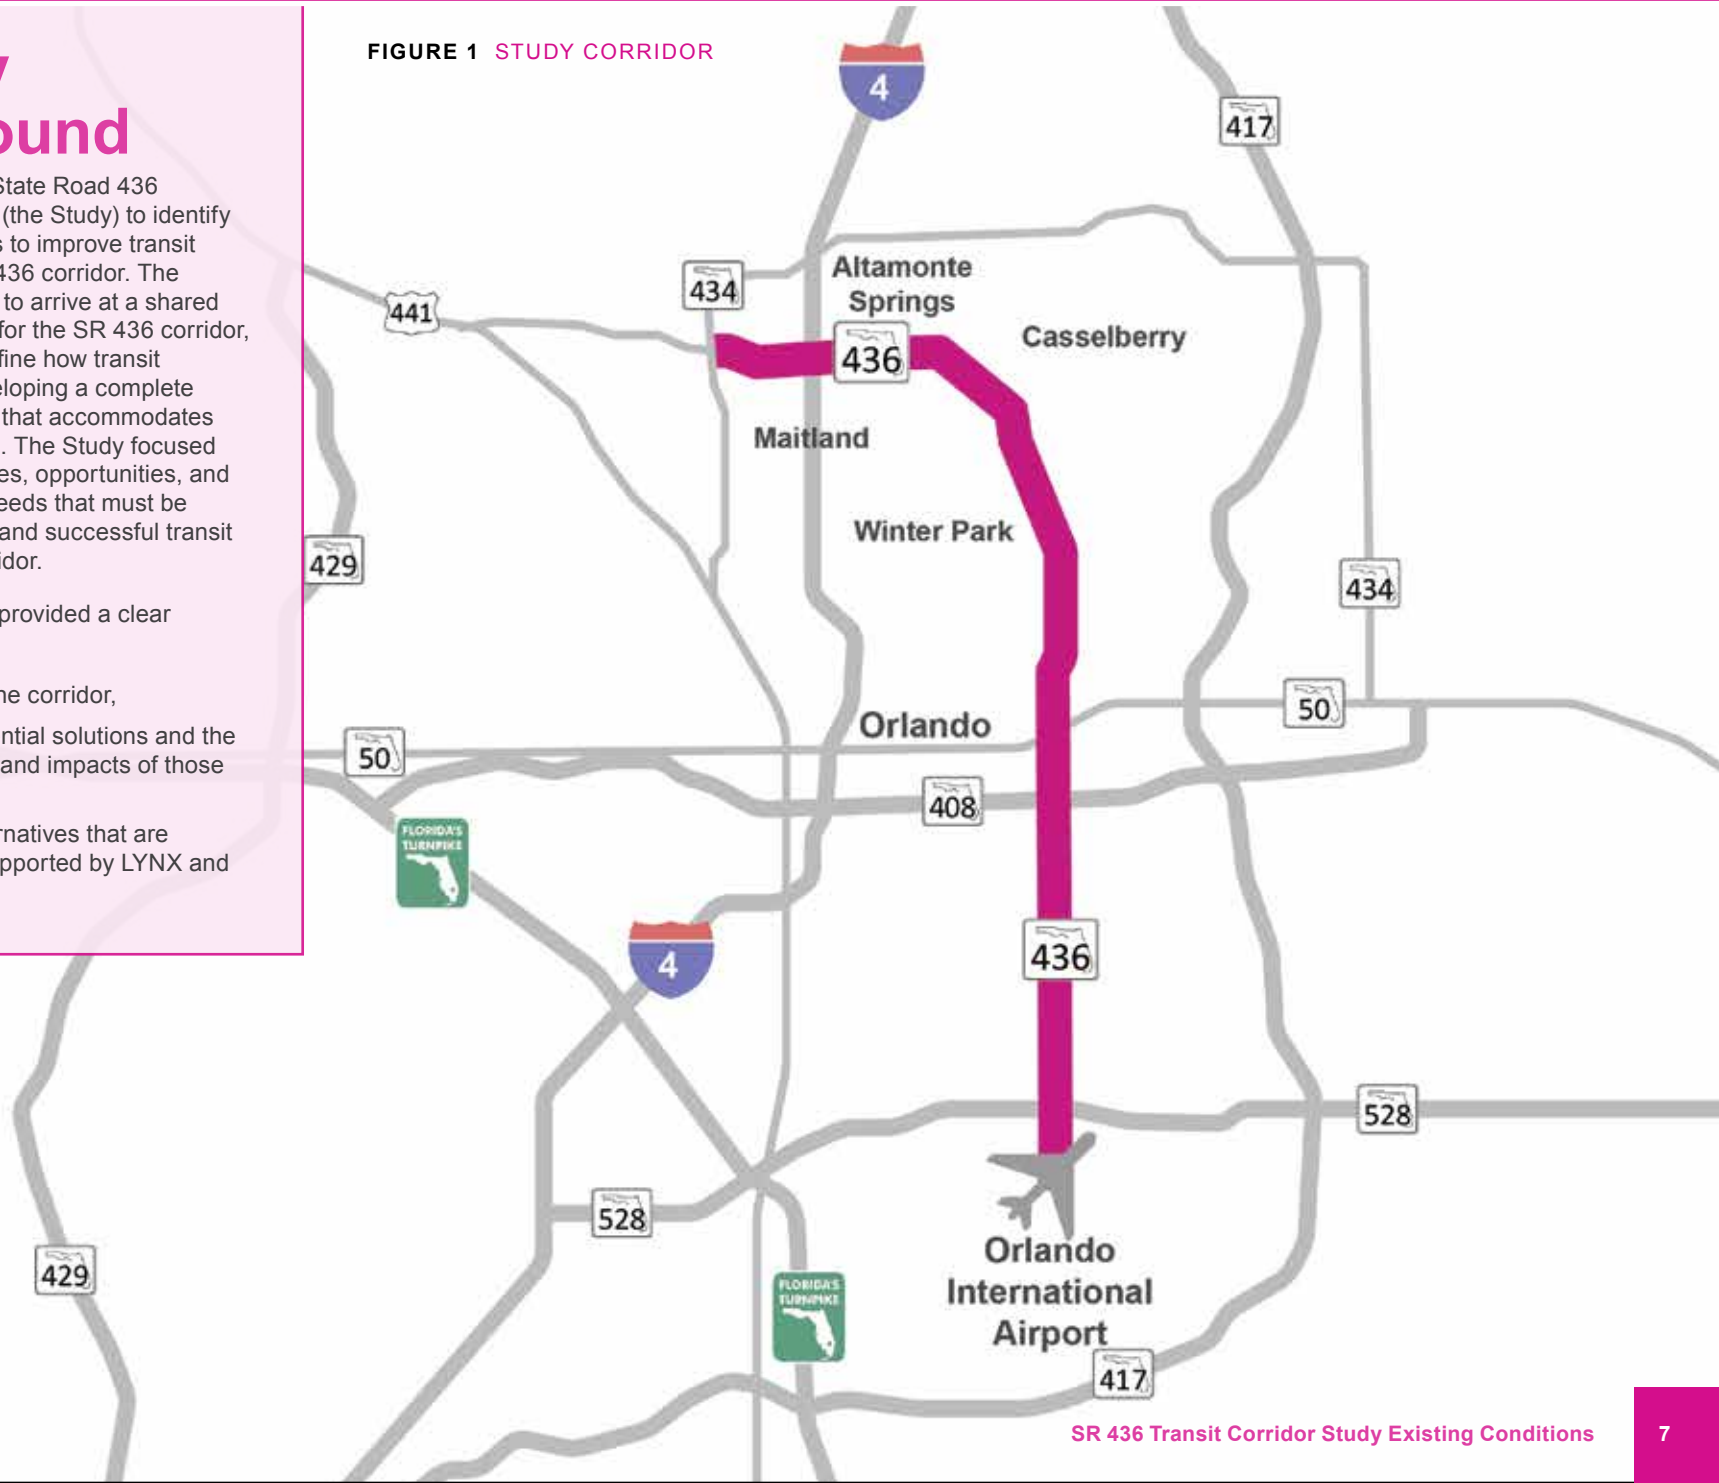 ound
State Road 436
(the Study) to identify
s to improve transit
436 corridor. The
to arrive at a shared
for the SR 436 corridor,
fine how transit
eloping a complete
that accommodates
. The Study focused
es, opportunities, and
eeds that must be
and successful transit
idor.
provided a clear
he corridor,
ntial solutions and the
and impacts of those
rnatives that are
pported by LYNX and
FIGURE 1 STUDY CORRIDOR
4
417
434
Altamonte
Springs
441
436
Casselberry
Maitland
Winter Park
429
434
50
Orlando
50
408
FLORIDA'S
TURNPIKE
4
436
528
528
429
Orlando
International
Airport
FLORIDA'S
TURNPIKE
417
SR 436 Transit Corridor Study Existing Conditions 7